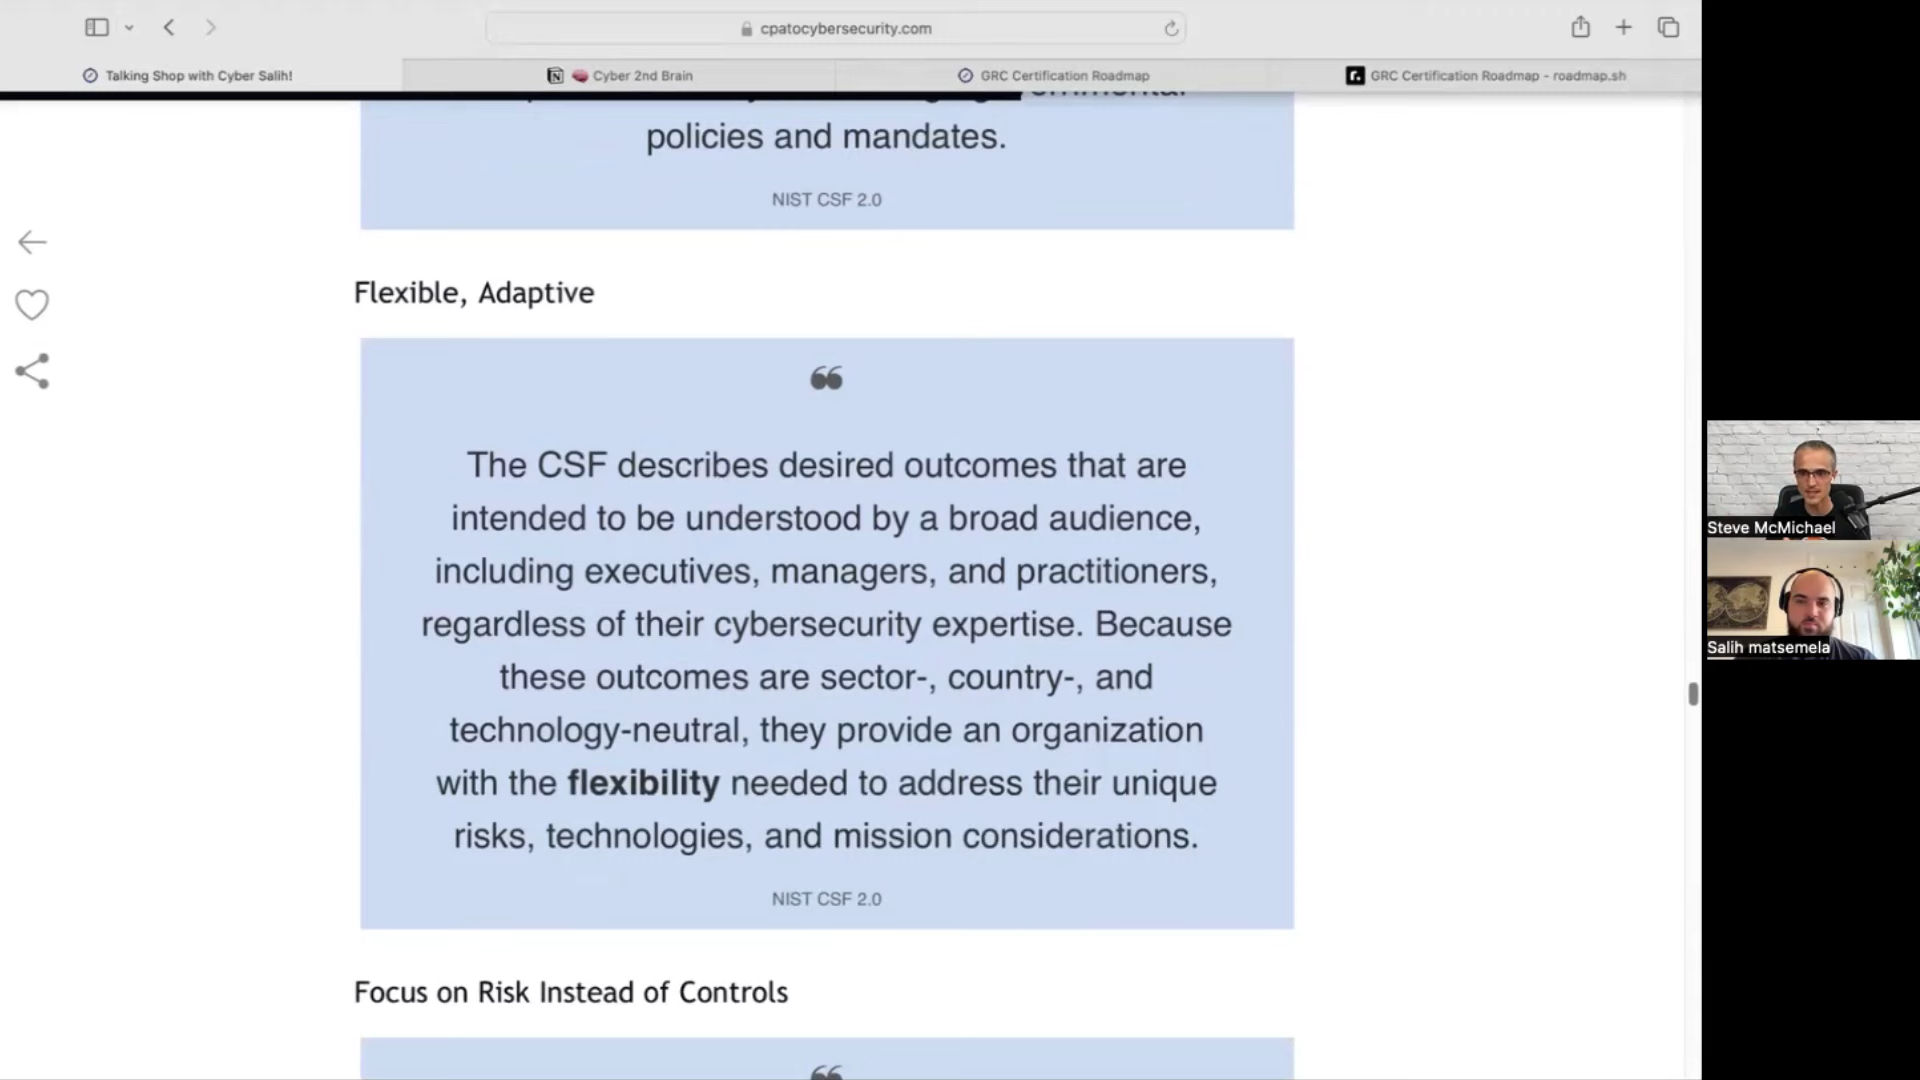 cpatocybersecurity.com
Talking Shop with Cyber Salih!
Cyber 2nd Brain
GRC Certification Roadmap
GRC Certification Roadmap - roadmap.sh
policies and mandates.
NIST CSF 2.0
Flexible, Adaptive
❝
The CSF describes desired outcomes that are
intended to be understood by a broad audience,
including executives, managers, and practitioners,
regardless of their cybersecurity expertise. Because
these outcomes are sector-, country-, and
technology-neutral, they provide an organization
with the flexibility needed to address their unique
risks, technologies, and mission considerations.
NIST CSF 2.0
Focus on Risk Instead of Controls
❝
Steve McMichael
Salih matsemela